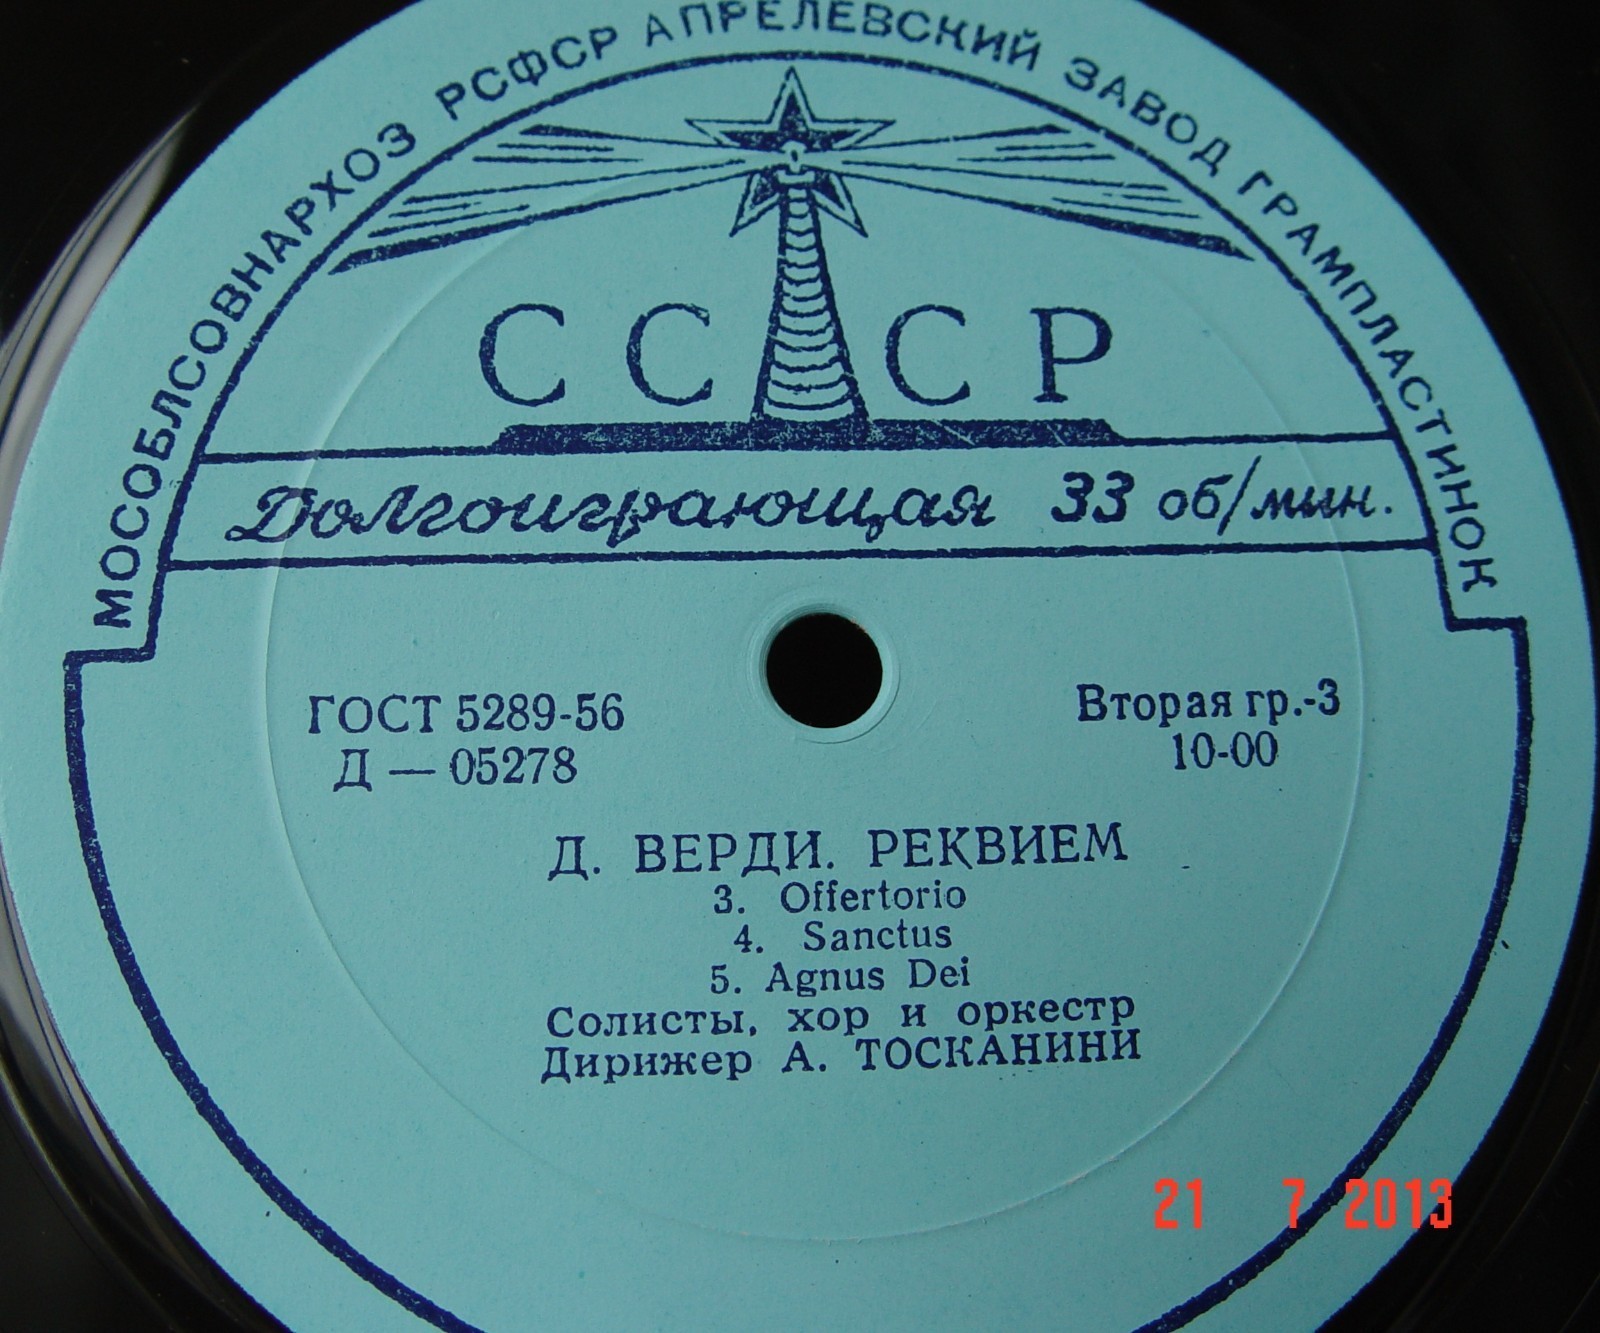 МОСОБЛСОВНАРХОЗ РСФСР АПРЕЛЕВСКИЙ ЗАВОД ГРАМПЛАСТИНОК
СССР
Долгоиграющая 33 об/мин.
ГОСТ 5289-56
Д — 05278
Вторая гр.-3
10-00
Д. ВЕРДИ. РЕКВИЕМ
3. Offertorio
4. Sanctus
5. Agnus Dei
Солисты, хор и оркестр
Дирижер А. ТОСКАНИНИ
21 7 2013